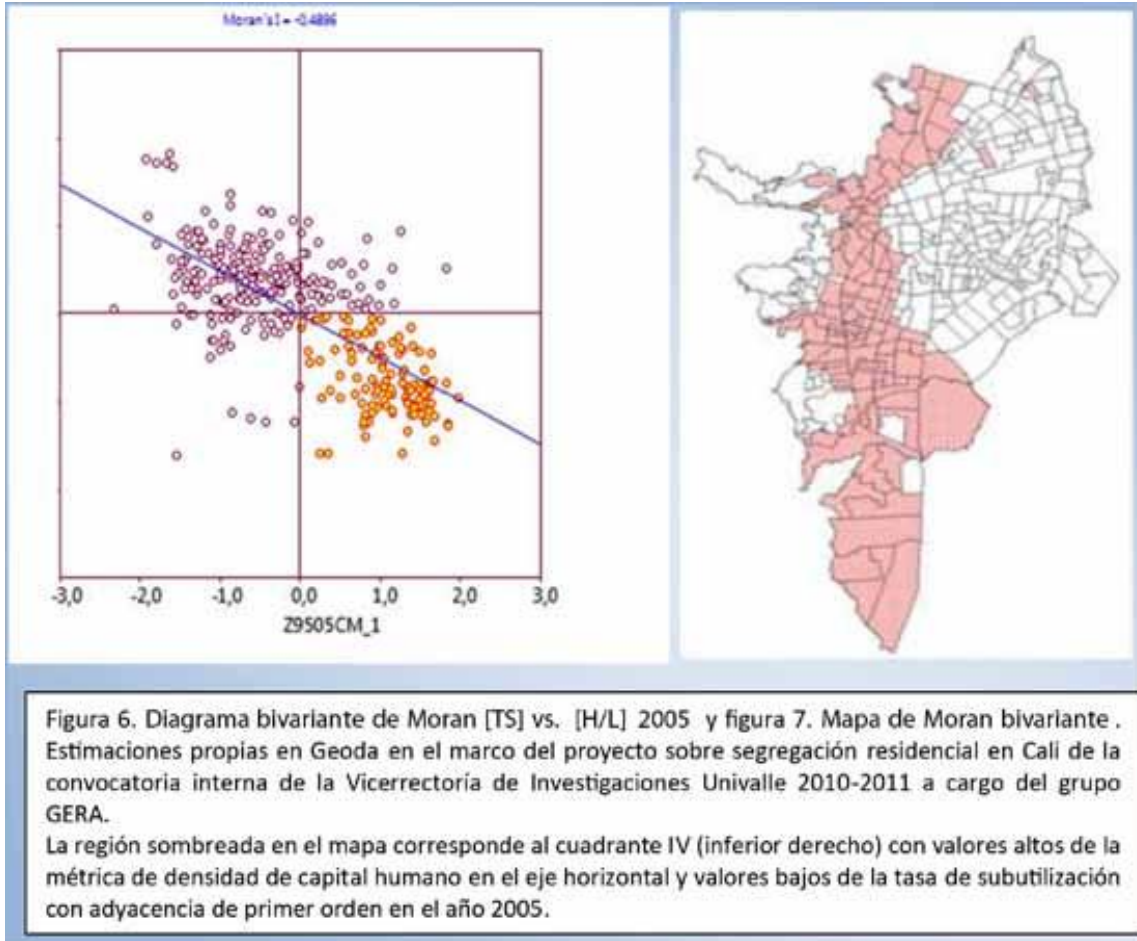 Moran's I = -0.4896
-3,0 -2,0 -1,0 0,0 1,0 2,0 3,0
Z9505CM_1
Figura 6. Diagrama bivariante de Moran [TS] vs. [H/L] 2005 y figura 7. Mapa de Moran bivariante .
Estimaciones propias en Geoda en el marco del proyecto sobre segregación residencial en Cali de la
convocatoria interna de la Vicerrectoría de Investigaciones Univalle 2010-2011 a cargo del grupo
GERA.
La región sombreada en el mapa corresponde al cuadrante IV (inferior derecho) con valores altos de la
métrica de densidad de capital humano en el eje horizontal y valores bajos de la tasa de subutilización
con adyacencia de primer orden en el año 2005.